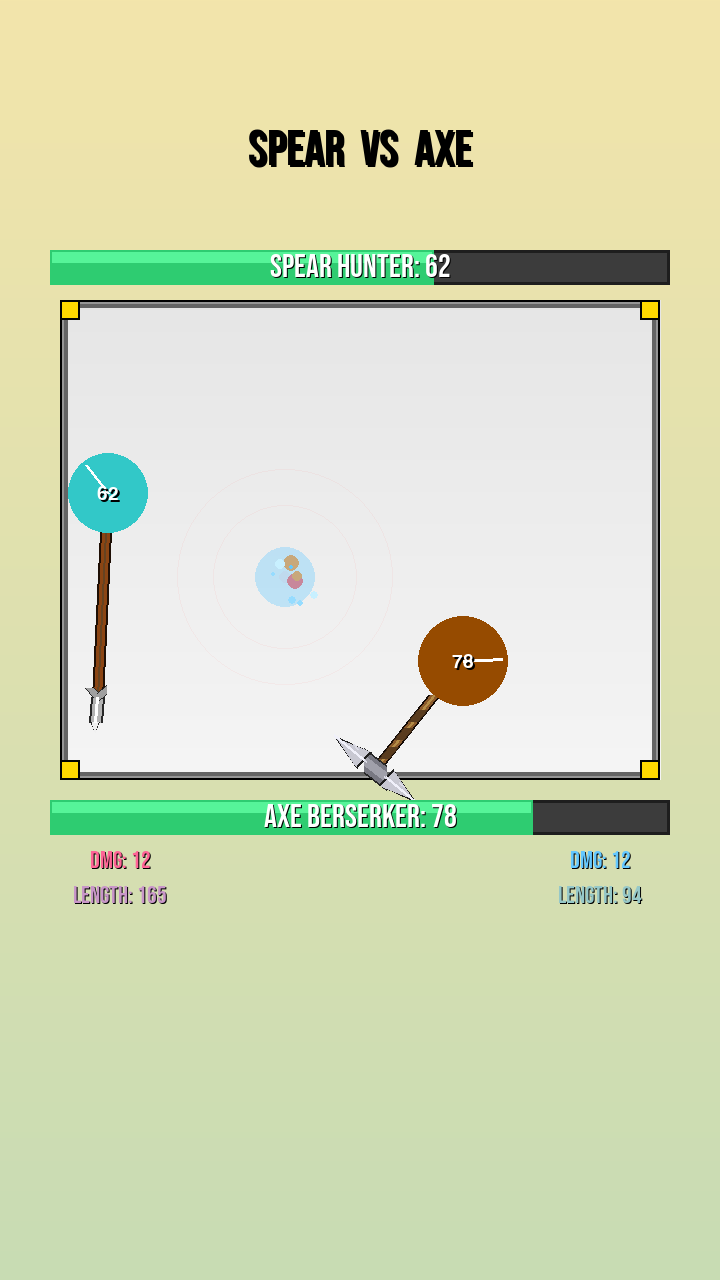 SPEAR VS AXE
SPEAR HUNTER: 62
62
78
AXE BERSERKER: 78
DMG: 12
DMG: 12
LENGTH: 165
LENGTH: 94